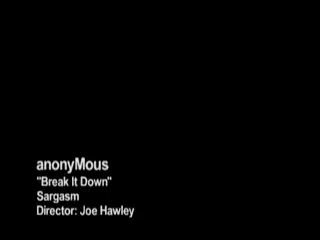 anonyMous
"Break It Down"
Sargasm
Director: Joe Hawley